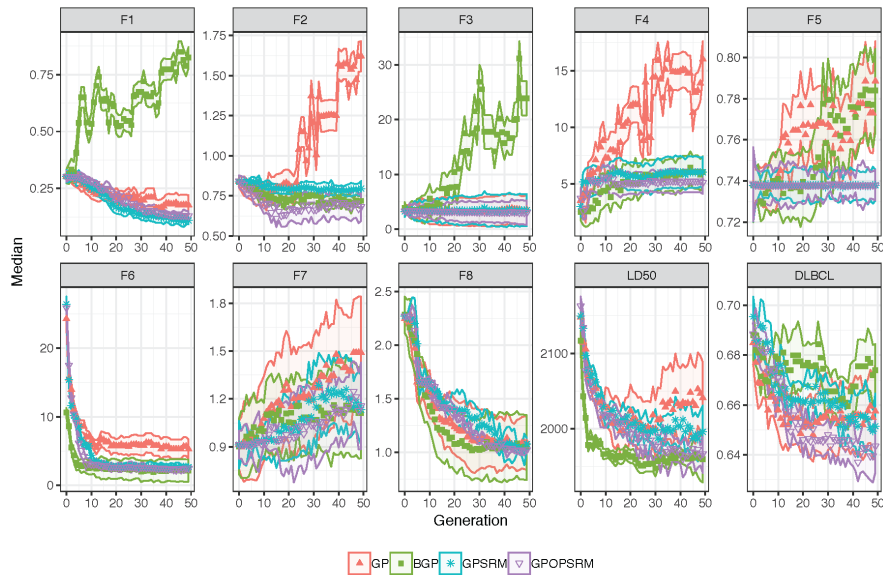 F1 F2 F3 F4 F5
0.75 0.50 0.25
1.75 1.50 1.25 1.00 0.75 0.50
30 20 10 0
15 10 5
0.80 0.78 0.76 0.74 0.72
0 10 20 30 40 50 0 10 20 30 40 50 0 10 20 30 40 50 0 10 20 30 40 50 0 10 20 30 40 50
Median
F6 F7 F8 LD50 DLBCL
20 10 0
1.8 1.5 1.2 0.9
2.5 2.0 1.5 1.0
2100 2000
0.70 0.68 0.66 0.64
0 10 20 30 40 50 0 10 20 30 40 50 0 10 20 30 40 50 0 10 20 30 40 50 0 10 20 30 40 50
Generation
GP BGP GPSRM GPOPSRM